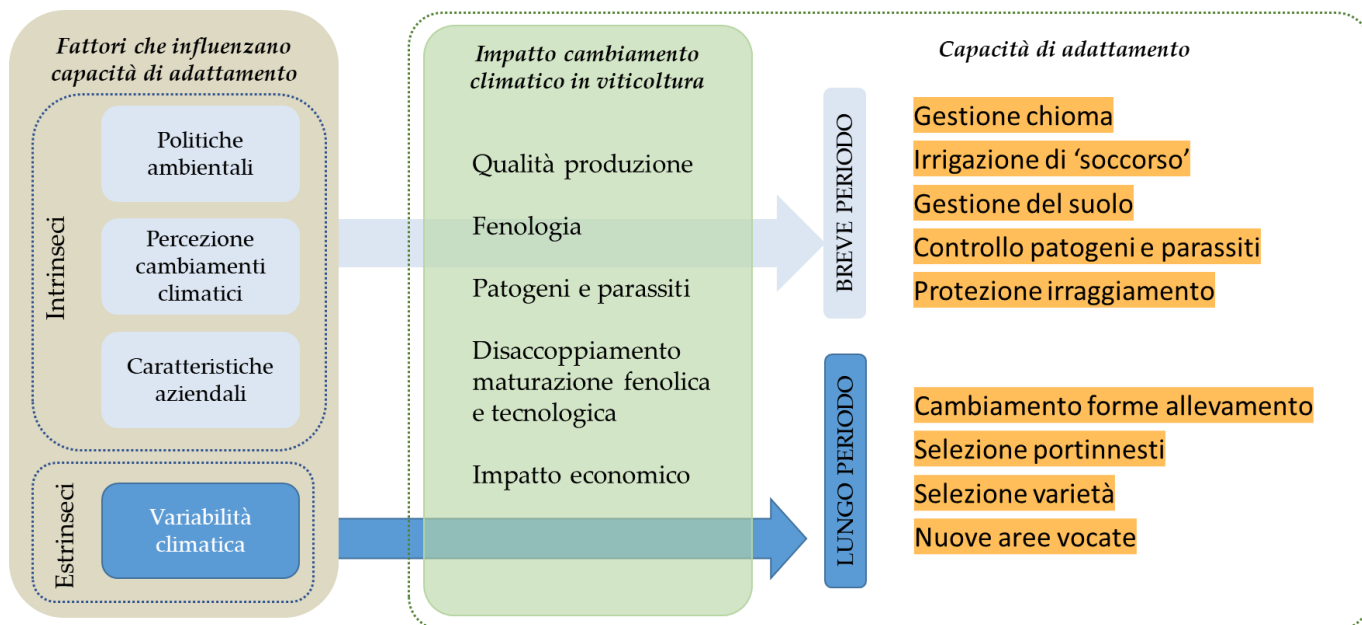 Fattori che influenzano
capacità di adattamento
Intrinseci
Politiche
ambientali
Percezione
cambiamenti
climatici
Caratteristiche
aziendali
Estrinseci
Variabilità
climatica
Impatto cambiamento
climatico in viticoltura
Qualità produzione
Fenologia
Patogeni e parassiti
Disaccoppiamento
maturazione fenolica
e tecnologica
Impatto economico
Capacità di adattamento
BREVE PERIODO
Gestione chioma
Irrigazione di ‘soccorso’
Gestione del suolo
Controllo patogeni e parassiti
Protezione irraggiamento
LUNGO PERIODO
Cambiamento forme allevamento
Selezione portinnesti
Selezione varietà
Nuove aree vocate